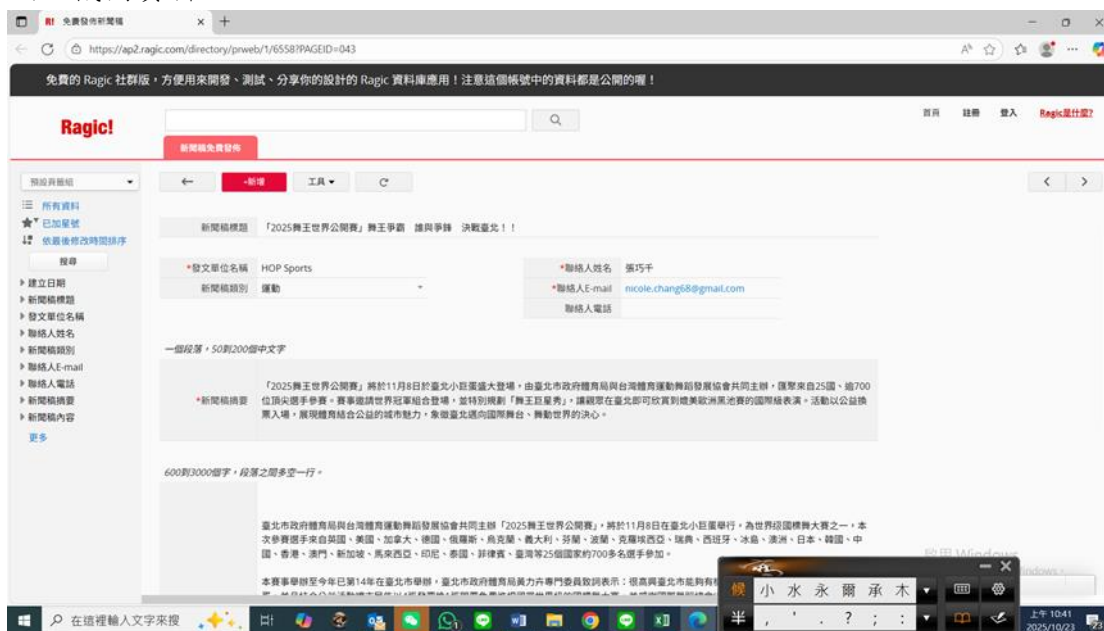 R! 免費發佈新聞稿
https://ap2.ragic.com/directory/prweb/1/6558?PAGEID=043
免費的 Ragic 社群版，方便用來開發、測試、分享你的設計的 Ragic 資料庫應用！注意這個帳號中的資料都是公開的喔！
Ragic!
首頁 註冊 登入 Ragic是什麼?
新聞稿免費發佈
預設頁籤組
+新增 工具
所有資料
已加星號
依最後修改時間排序
搜尋
建立日期
新聞稿標題
發文單位名稱
聯絡人姓名
新聞稿類別
聯絡人E-mail
聯絡人電話
新聞稿摘要
新聞稿內容
更多
新聞稿標題 「2025舞王世界公開賽」舞王爭霸 誰與爭鋒 決戰臺北！！
*發文單位名稱 HOP Sports *聯絡人姓名 張巧千
新聞稿類別 運動 *聯絡人E-mail nicole.chang68@gmail.com
聯絡人電話
一個段落，50到200個中文字
*新聞稿摘要
「2025舞王世界公開賽」將於11月8日於臺北小巨蛋盛大登場，由臺北市政府體育局與台灣體育運動舞蹈發展協會共同主辦，匯聚來自25國、逾700
位頂尖選手參賽。賽事邀請世界冠軍組合登場，並特別規劃「舞王巨星秀」，讓觀眾在臺北即可欣賞到媲美歐洲黑池賽的國際級表演。活動以公益換
票入場，展現體育結合公益的城市魅力，象徵臺北邁向國際舞台、舞動世界的決心。
600到3000個字，段落之間多空一行。
臺北市政府體育局與台灣體育運動舞蹈發展協會共同主辦「2025舞王世界公開賽」，將於11月8日在臺北小巨蛋舉行，為世界級國標舞大賽之一，本
次參賽選手來自英國、美國、加拿大、德國、俄羅斯、烏克蘭、義大利、芬蘭、波蘭、克羅埃西亞、瑞典、西班牙、冰島、澳洲、日本、韓國、中
國、香港、澳門、新加坡、馬來西亞、印尼、泰國、菲律賓、臺灣等25個國家約700多名選手參加。
本賽事舉辦至今年已第14年在臺北市舉辦，臺北市政府體育局黃力卉專門委員致詞表示：很高興臺北市能夠有
候 小 水 永 爾 承 木
半 , ' . ? ; :
在這裡輸入文字來搜
上午 10:41
2025/10/23
23